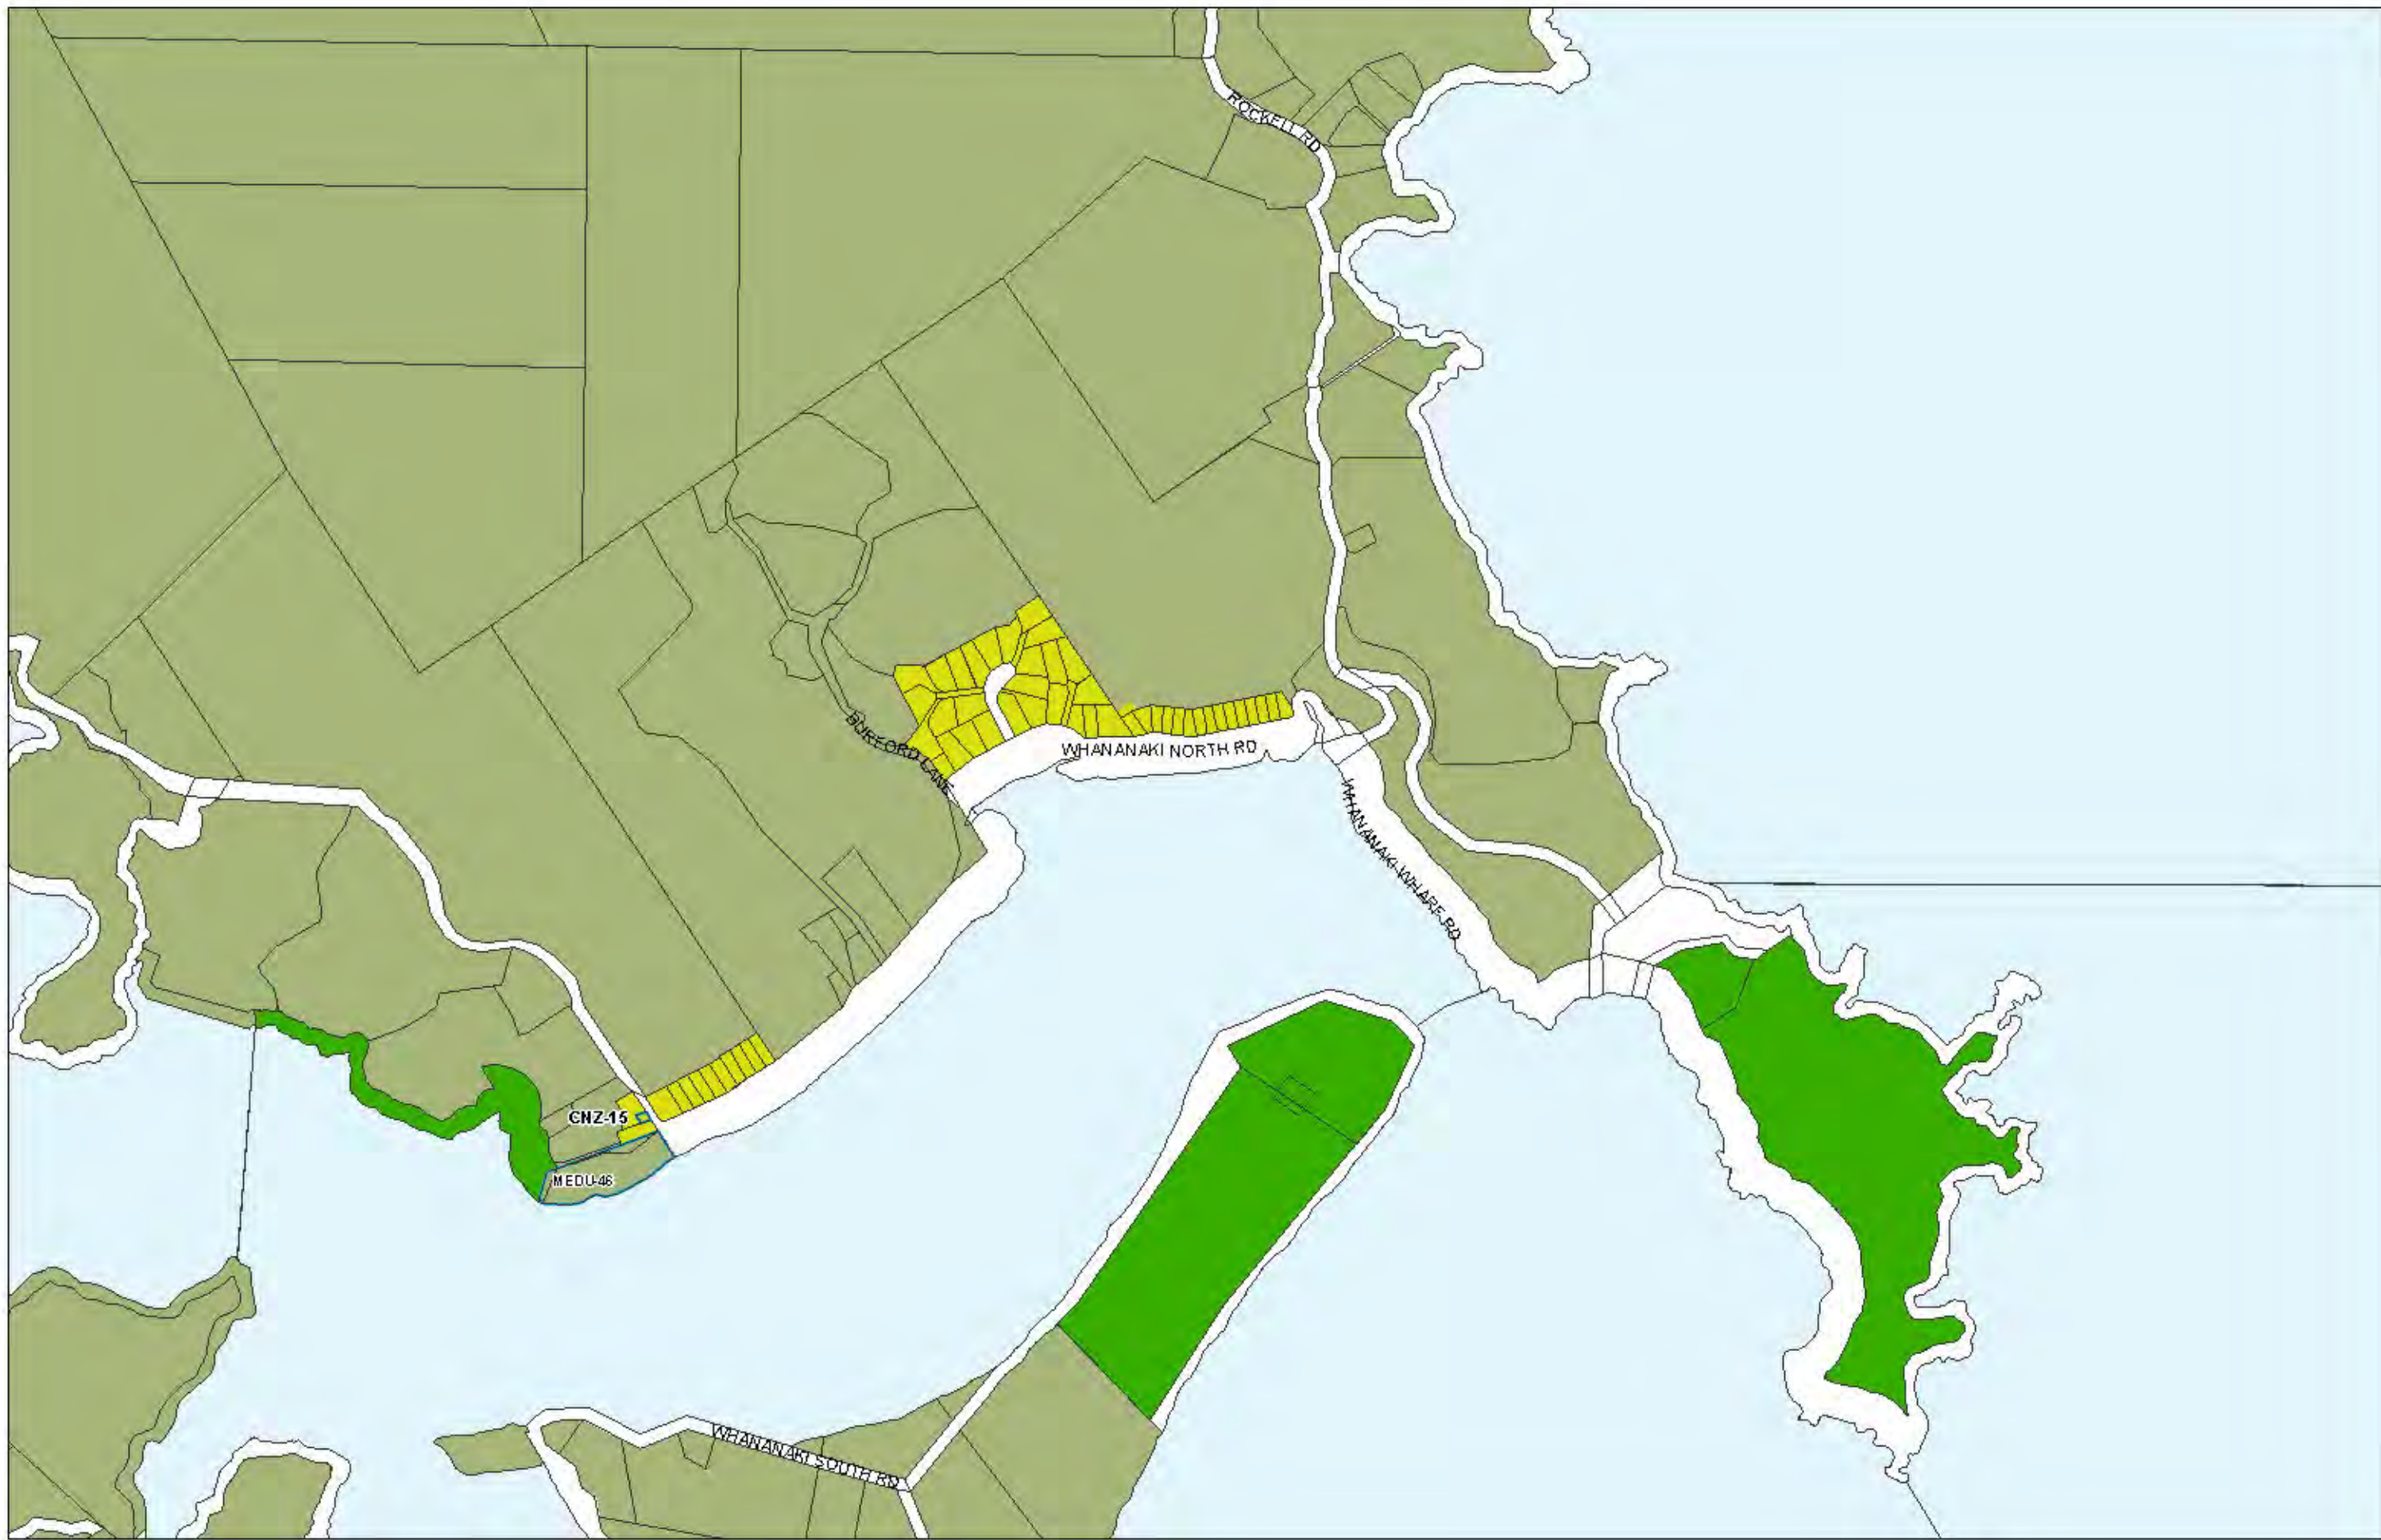 ROCKELL RD
BURFORD LANE
WHANANAKI NORTH RD
WHANANAKI WHARF RD
CNZ-15
MEDU-46
WHANANAKI SOUTH RD